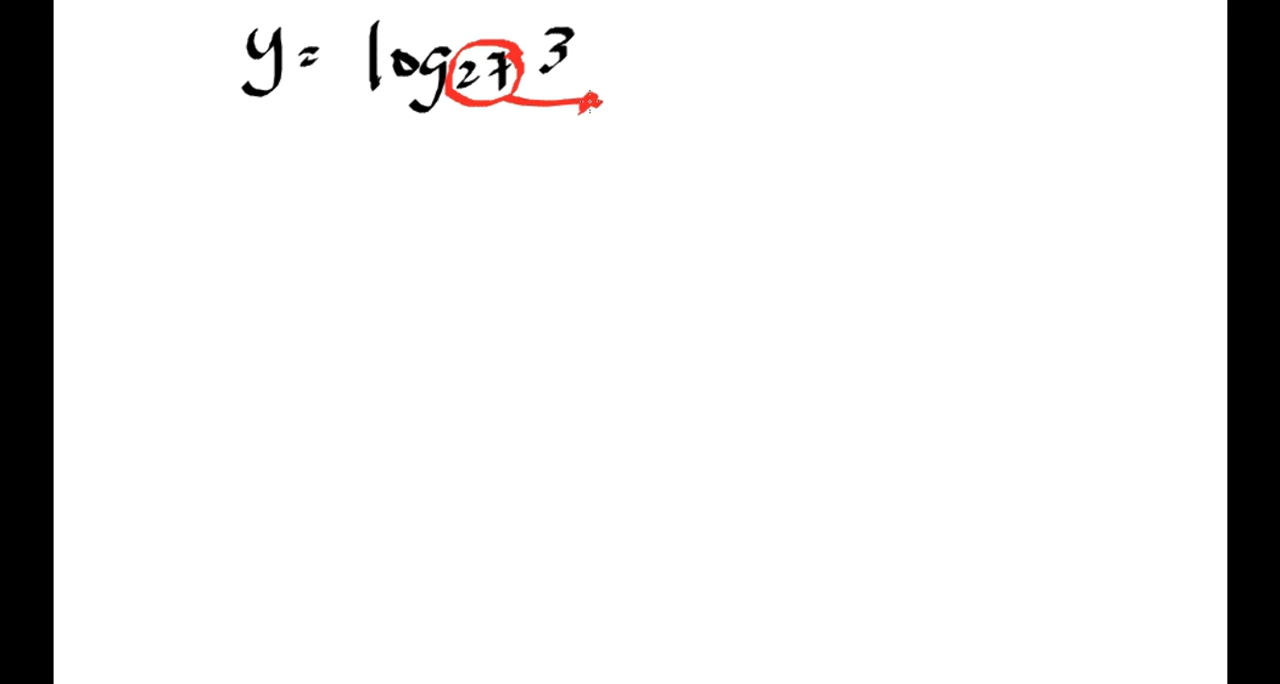 y = log₂₇ 3